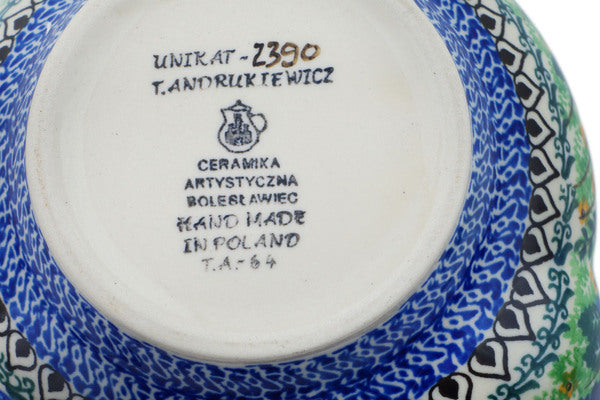 UNIKAT-2390
T.ANDRUKIEWICZ
CERAMIKA
ARTYSTYCZNA
BOLESŁAWIEC
HAND MADE
IN POLAND
T.A.-64